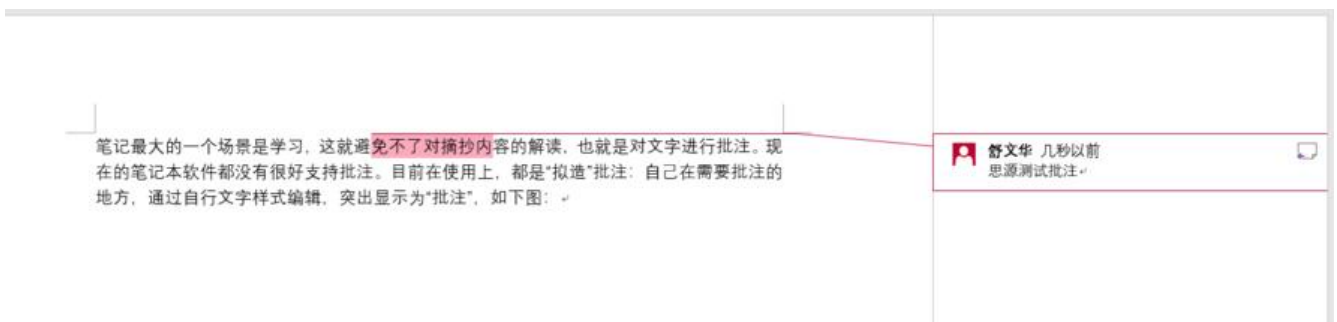 笔记最大的一个场景是学习，这就避免不了对摘抄内容的解读，也就是对文字进行批注。现
在的笔记本软件都没有很好支持批注。目前在使用上，都是“拟造”批注：自己在需要批注的
地方，通过自行文字样式编辑，突出显示为“批注”，如下图：
舒文华 几秒以前
思源测试批注